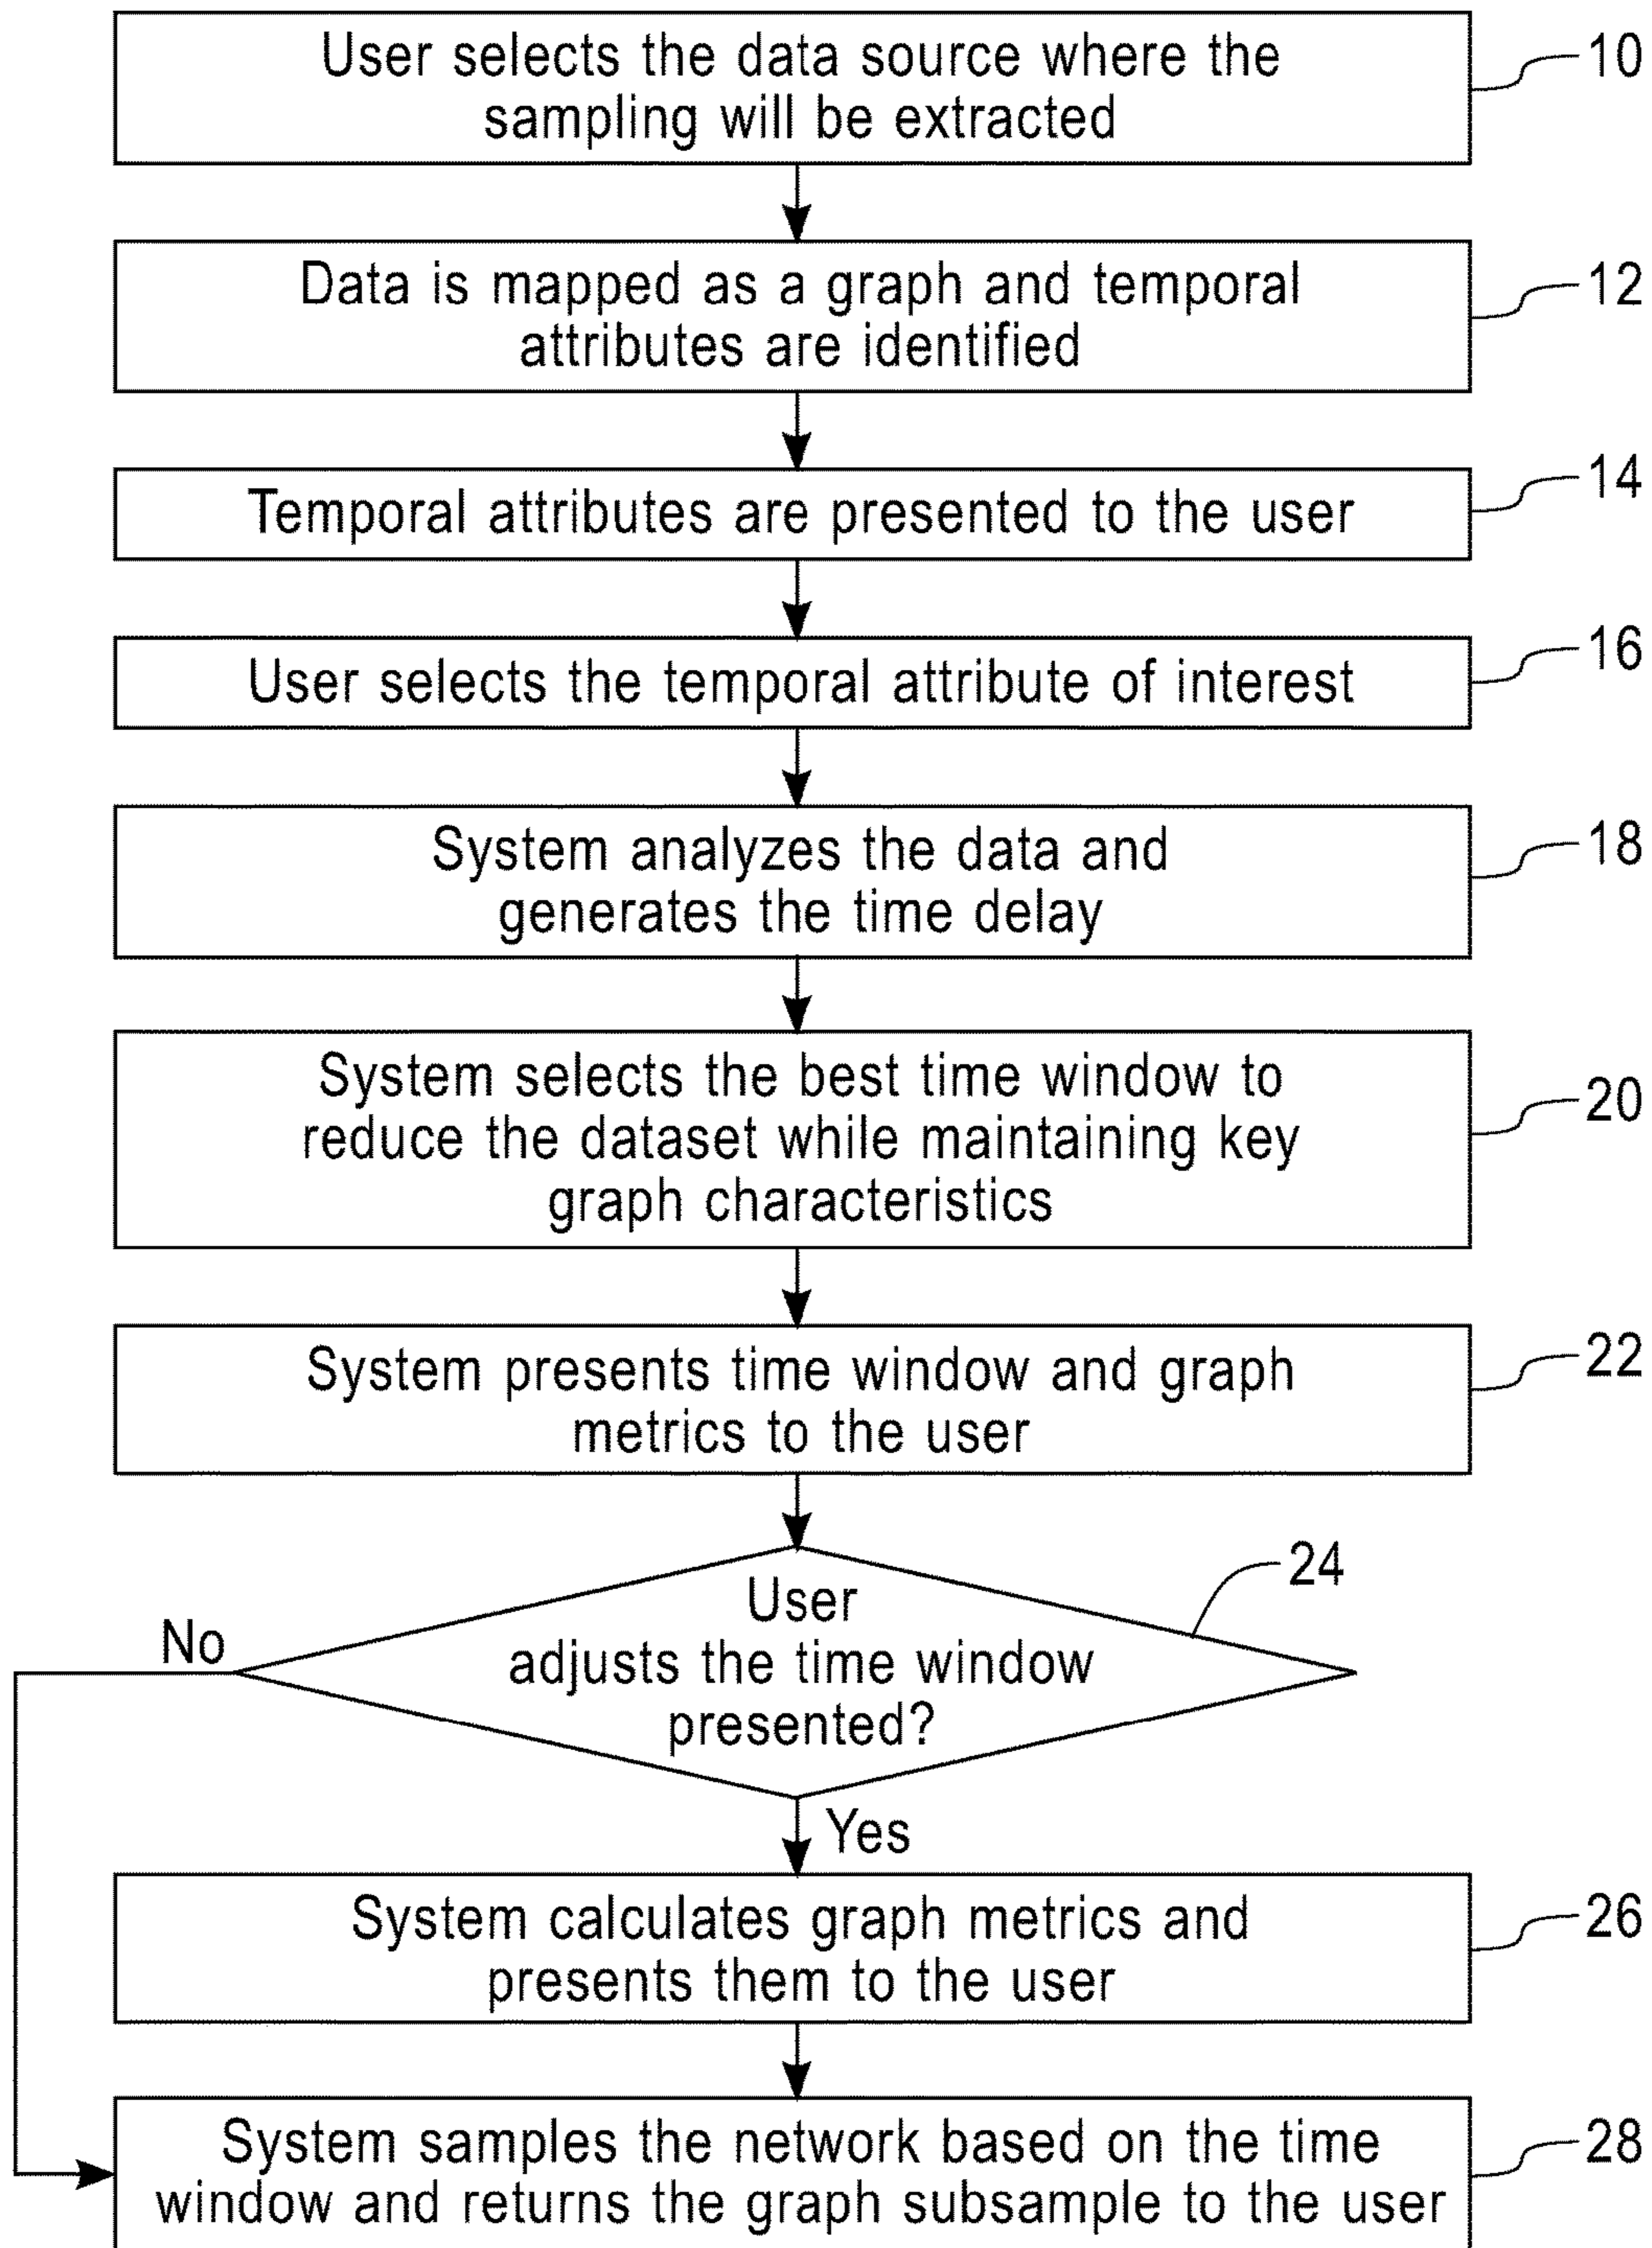 User selects the data source where the
sampling will be extracted
10
Data is mapped as a graph and temporal
attributes are identified
12
Temporal attributes are presented to the user
14
User selects the temporal attribute of interest
16
System analyzes the data and
generates the time delay
18
System selects the best time window to
reduce the dataset while maintaining key
graph characteristics
20
System presents time window and graph
metrics to the user
22
User
adjusts the time window
presented?
24
No
Yes
System calculates graph metrics and
presents them to the user
26
System samples the network based on the time
window and returns the graph subsample to the user
28